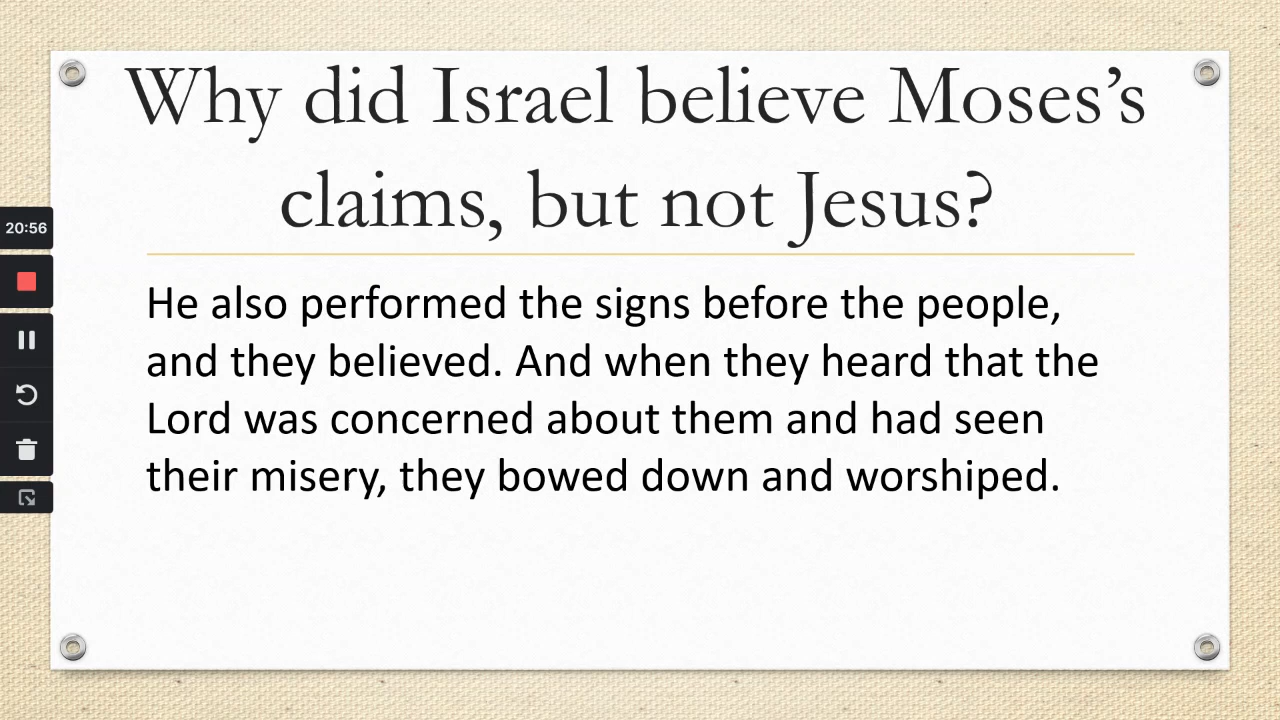 Why did Israel believe Moses’s
claims, but not Jesus?
20:56
He also performed the signs before the people,
and they believed. And when they heard that the
Lord was concerned about them and had seen
their misery, they bowed down and worshiped.